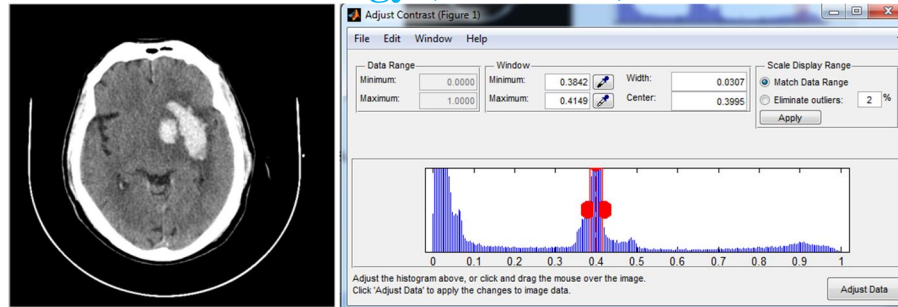 Adjust Contrast (Figure 1)
File Edit Window Help
Data Range
Minimum: 0.0000
Maximum: 1.0000
Window
Minimum: 0.3842 Width: 0.0307
Maximum: 0.4149 Center: 0.3995
Scale Display Range
Match Data Range
Eliminate outliers: 2 %
Apply
0 0.1 0.2 0.3 0.4 0.5 0.6 0.7 0.8 0.9 1
Adjust the histogram above, or click and drag the mouse over the image.
Click 'Adjust Data' to apply the changes to image data.
Adjust Data